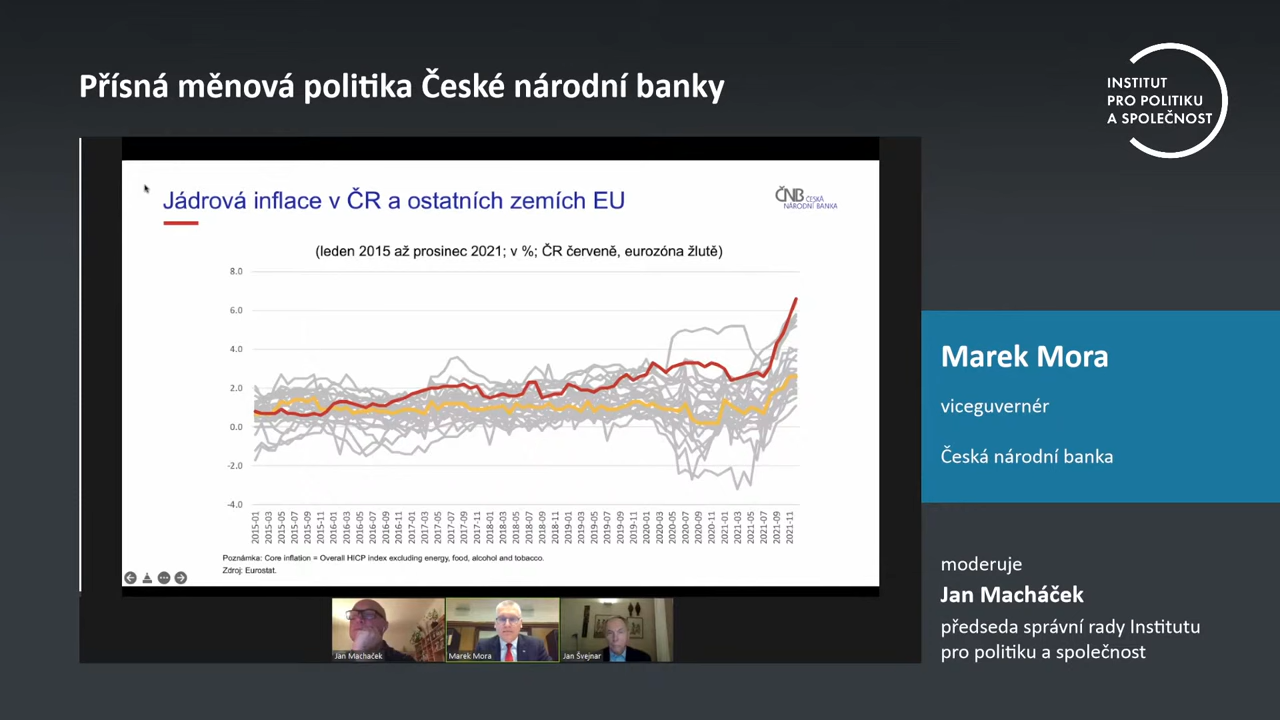 Přísná měnová politika České národní banky
INSTITUT
PRO POLITIKU
A SPOLEČNOST
Jádrová inflace v ČR a ostatních zemích EU
ČNB ČESKÁ
NÁRODNÍ BANKA
(leden 2015 až prosinec 2021; v %; ČR červeně, eurozóna žlutě)
8.0
6.0
4.0
2.0
0.0
-2.0
-4.0
2015-01
2015-03
2015-05
2015-07
2015-09
2015-11
2016-01
2016-03
2016-05
2016-07
2016-09
2016-11
2017-01
2017-03
2017-05
2017-07
2017-09
2017-11
2018-01
2018-03
2018-05
2018-07
2018-09
2018-11
2019-01
2019-03
2019-05
2019-07
2019-09
2019-11
2020-01
2020-03
2020-05
2020-07
2020-09
2020-11
2021-01
2021-03
2021-05
2021-07
2021-09
2021-11
Poznámka: Core inflation = Overall HICP index excluding energy, food, alcohol and tobacco.
Zdroj: Eurostat.
Jan Machaček
Marek Mora
Jan Švejnar
Marek Mora
viceguvernér
Česká národní banka
moderuje
Jan Macháček
předseda správní rady Institutu
pro politiku a společnost